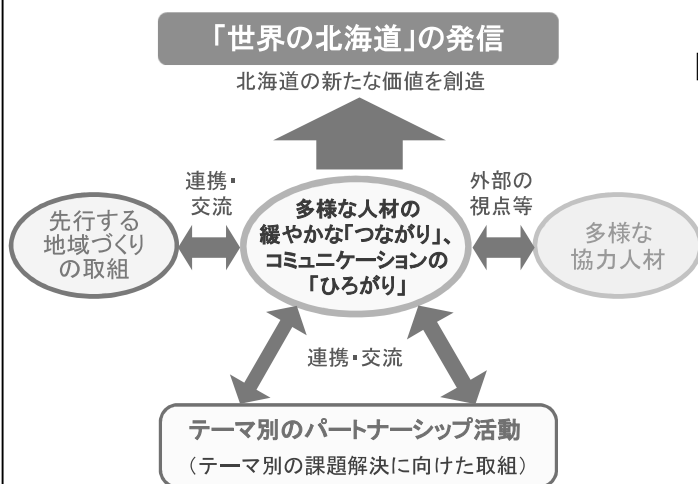 「世界の北海道」の発信
北海道の新たな価値を創造
連携・
交流
外部の
視点等
先行する
地域づくり
の取組
多様な人材の
緩やかな「つながり」、
コミュニケーションの
「ひろがり」
多様な
協力人材
連携・交流
テーマ別のパートナーシップ活動
（テーマ別の課題解決に向けた取組）